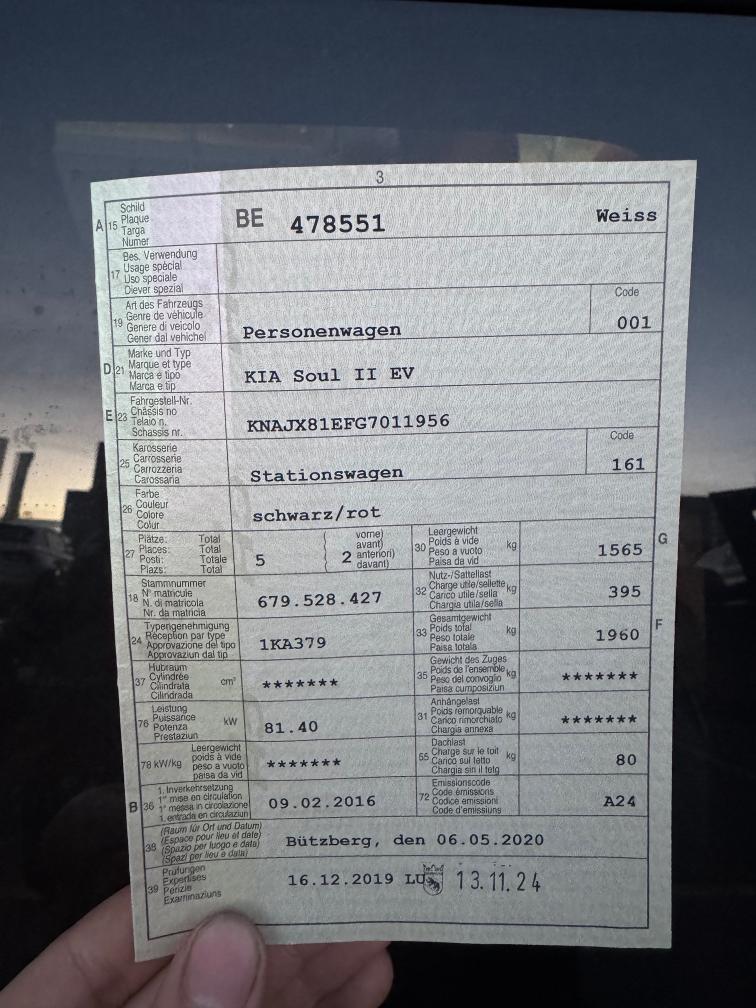 3
A 15 Schild
Plaque
Targa
Numer
BE 478551 Weiss
17 Bes. Verwendung
Usage spécial
Uso speciale
Diever spezial
19 Art des Fahrzeugs
Genre de véhicule
Genere di veicolo
Gener dal vehichel
Personenwagen
Code
001
D 21 Marke und Typ
Marque et type
Marca e tipo
Marca e tip
KIA Soul II EV
E 23 Fahrgestell-Nr.
Châssis no
Telaio n.
Schassis nr.
KNAJX81EFG7011956
25 Karosserie
Carrosserie
Carrozzeria
Carossaria
Stationswagen
Code
161
26 Farbe
Couleur
Colore
Colur
schwarz/rot
27 Plätze: Total
Places: Total
Posti: Totale
Plazs: Total
5
vorne)
avant)
anteriori)
davant)
2
30 Leergewicht
Poids à vide
Peso a vuoto
Paisa da vid
kg
1565
G
18 Stammnummer
N° matricule
N. di matricola
Nr. da matricla
679.528.427
32 Nutz-/Sattellast
Charge utile/sellette
Carico utile/sella
Chargia utila/sella
kg
395
24 Typengenehmigung
Réception par type
Approvazione del tipo
Approvaziun dal tip
1KA379
33 Gesamtgewicht
Poids total
Peso totale
Paisa totala
kg
1960
F
37 Hubraum
Cylindrée
Cilindrata
Cilindrada
cm³
*******
35 Gewicht des Zuges
Poids de l'ensemble
Peso del convoglio
Paisa cumposiziun
kg
*******
76 Leistung
Puissance
Potenza
Prestaziun
kW
81.40
31 Anhängelast
Poids remorquable
Carico rimorchiato
Chargia annexa
kg
*******
78 kW/kg
Leergewicht
poids à vide
peso a vuoto
paisa da vid
*******
55 Dachlast
Charge sur le toit
Carico sul tetto
Chargia sin il tetg
kg
80
B 36 1. Inverkehrsetzung
1re mise en circulation
1a messa in circolazione
1. entrada en circulaziun
09.02.2016
72 Emissionscode
Code émissions
Codice emissioni
Code d'emissiuns
A24
38 (Raum für Ort und Datum)
(Espace pour lieu et date)
(Spazio per luogo e data)
(Spazi per lieu e data)
Bützberg, den 06.05.2020
39 Prüfungen
Expertises
Perizie
Examinaziuns
16.12.2019 LU 13.11.24